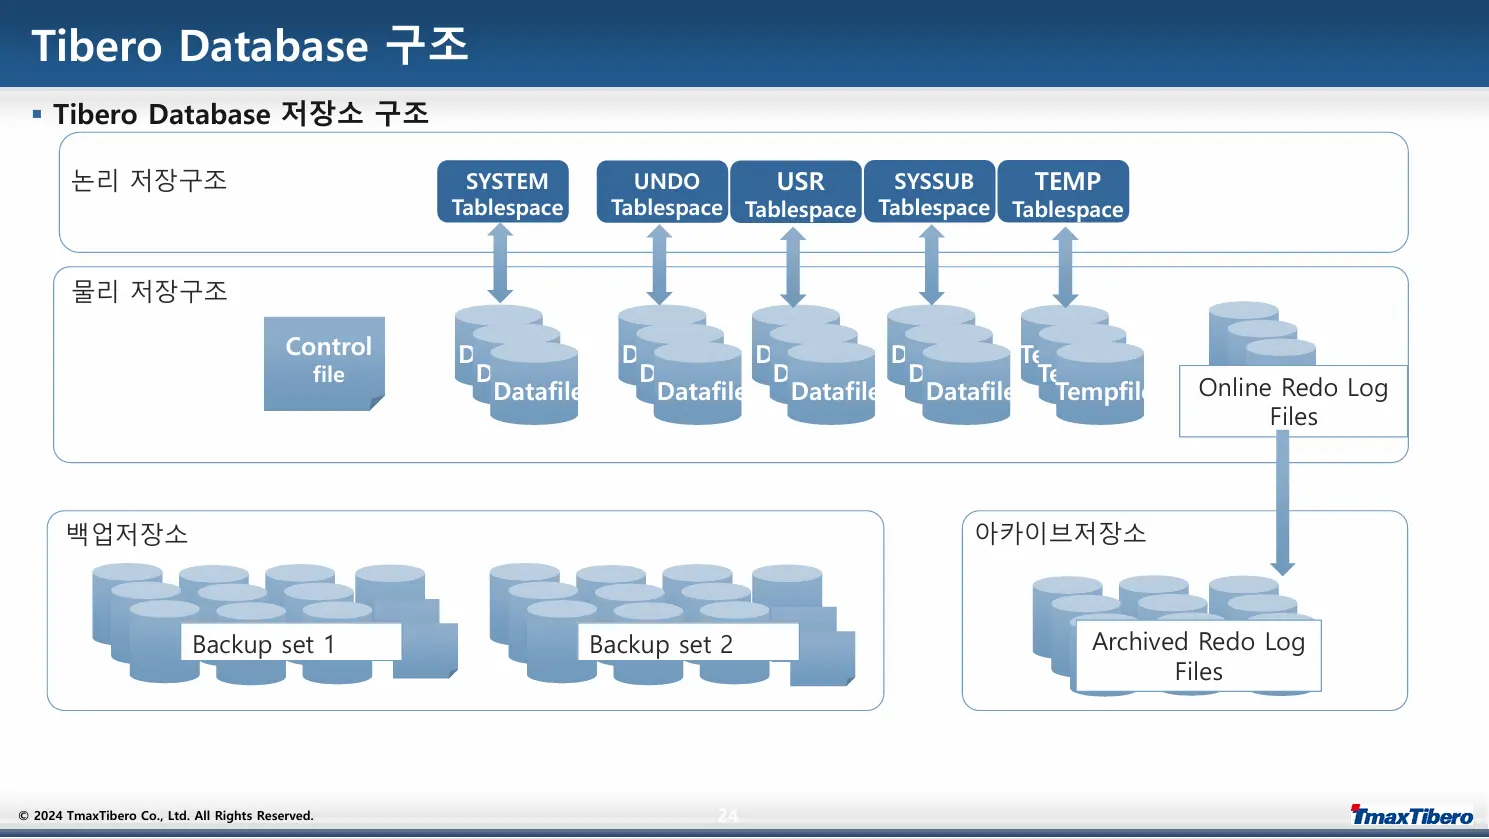 Tibero Database 구조
▪ Tibero Database 저장소 구조
논리 저장구조
SYSTEM
Tablespace
UNDO
Tablespace
USR
Tablespace
SYSSUB
Tablespace
TEMP
Tablespace
물리 저장구조
Control
file
D
D
Datafile
D
D
Datafile
D
D
Datafile
D
D
Datafile
Te
Te
Tempfile
Online Redo Log
Files
백업저장소
Backup set 1
Backup set 2
아카이브저장소
Archived Redo Log
Files
© 2024 TmaxTibero Co., Ltd. All Rights Reserved.
24
TmaxTibero